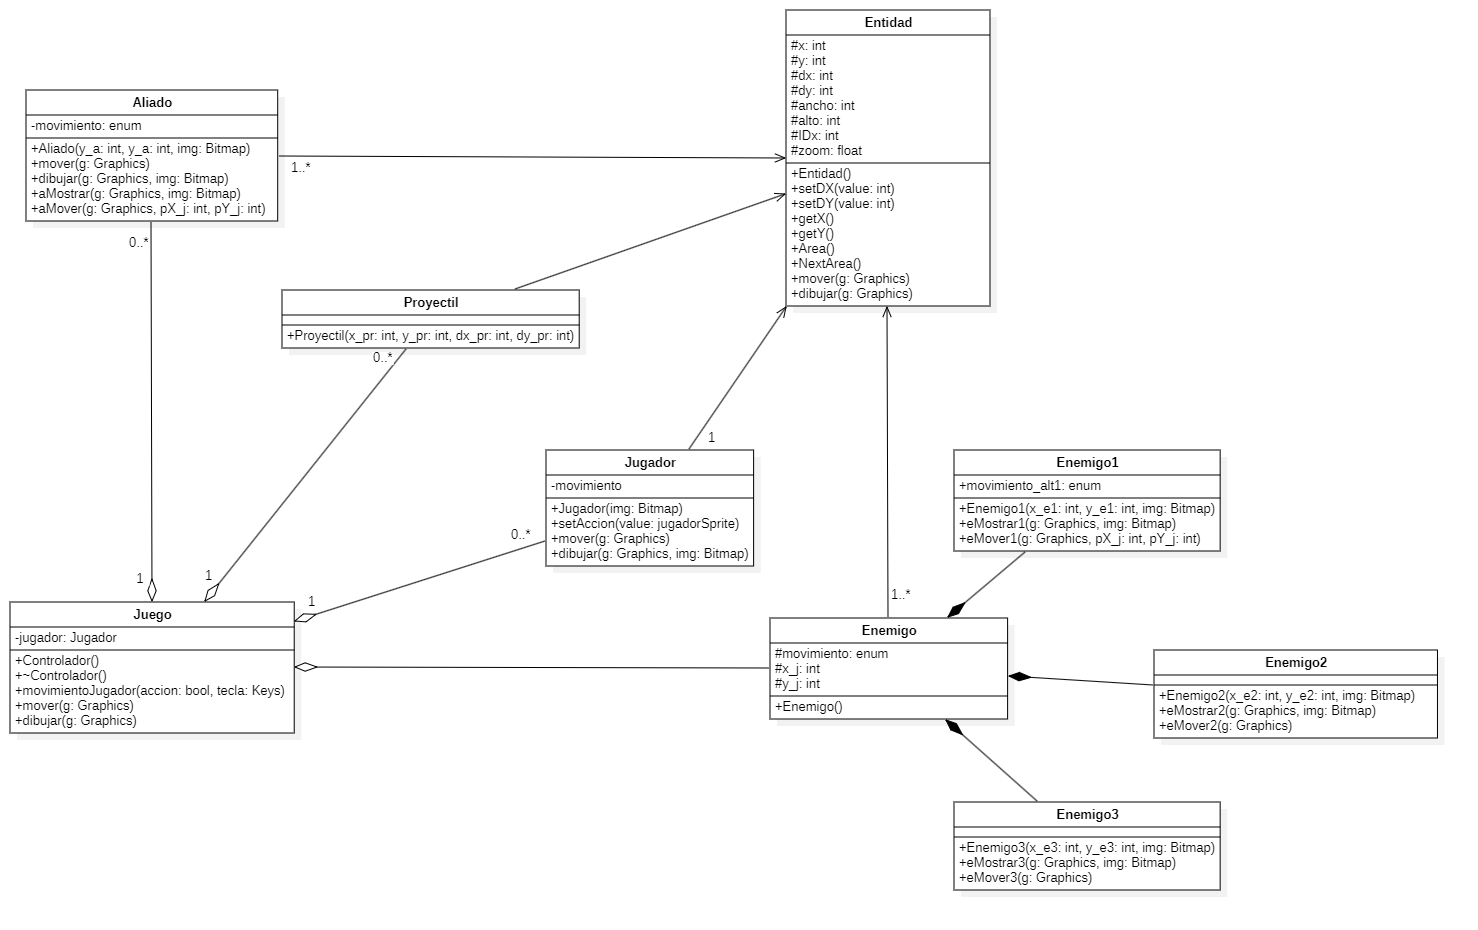 Entidad
#x: int
#y: int
#dx: int
#dy: int
#ancho: int
#alto: int
#IDx: int
#zoom: float
+Entidad()
+setDX(value: int)
+setDY(value: int)
+getX()
+getY()
+Area()
+NextArea()
+mover(g: Graphics)
+dibujar(g: Graphics)
Aliado
-movimiento: enum
+Aliado(y_a: int, y_a: int, img: Bitmap)
+mover(g: Graphics)
+dibujar(g: Graphics, img: Bitmap)
+aMostrar(g: Graphics, img: Bitmap)
+aMover(g: Graphics, pX_j: int, pY_j: int)
1..*
0..*
Proyectil
+Proyectil(x_pr: int, y_pr: int, dx_pr: int, dy_pr: int)
0..*
1
Jugador
-movimiento
+Jugador(img: Bitmap)
+setAccion(value: jugadorSprite)
+mover(g: Graphics)
+dibujar(g: Graphics, img: Bitmap)
0..*
Enemigo1
+movimiento_alt1: enum
+Enemigo1(x_e1: int, y_e1: int, img: Bitmap)
+eMostrar1(g: Graphics, img: Bitmap)
+eMover1(g: Graphics, pX_j: int, pY_j: int)
1
1
1
1..*
Juego
-jugador: Jugador
+Controlador()
+~Controlador()
+movimientoJugador(accion: bool, tecla: Keys)
+mover(g: Graphics)
+dibujar(g: Graphics)
Enemigo
#movimiento: enum
#x_j: int
#y_j: int
+Enemigo()
Enemigo2
+Enemigo2(x_e2: int, y_e2: int, img: Bitmap)
+eMostrar2(g: Graphics, img: Bitmap)
+eMover2(g: Graphics)
Enemigo3
+Enemigo3(x_e3: int, y_e3: int, img: Bitmap)
+eMostrar3(g: Graphics, img: Bitmap)
+eMover3(g: Graphics)